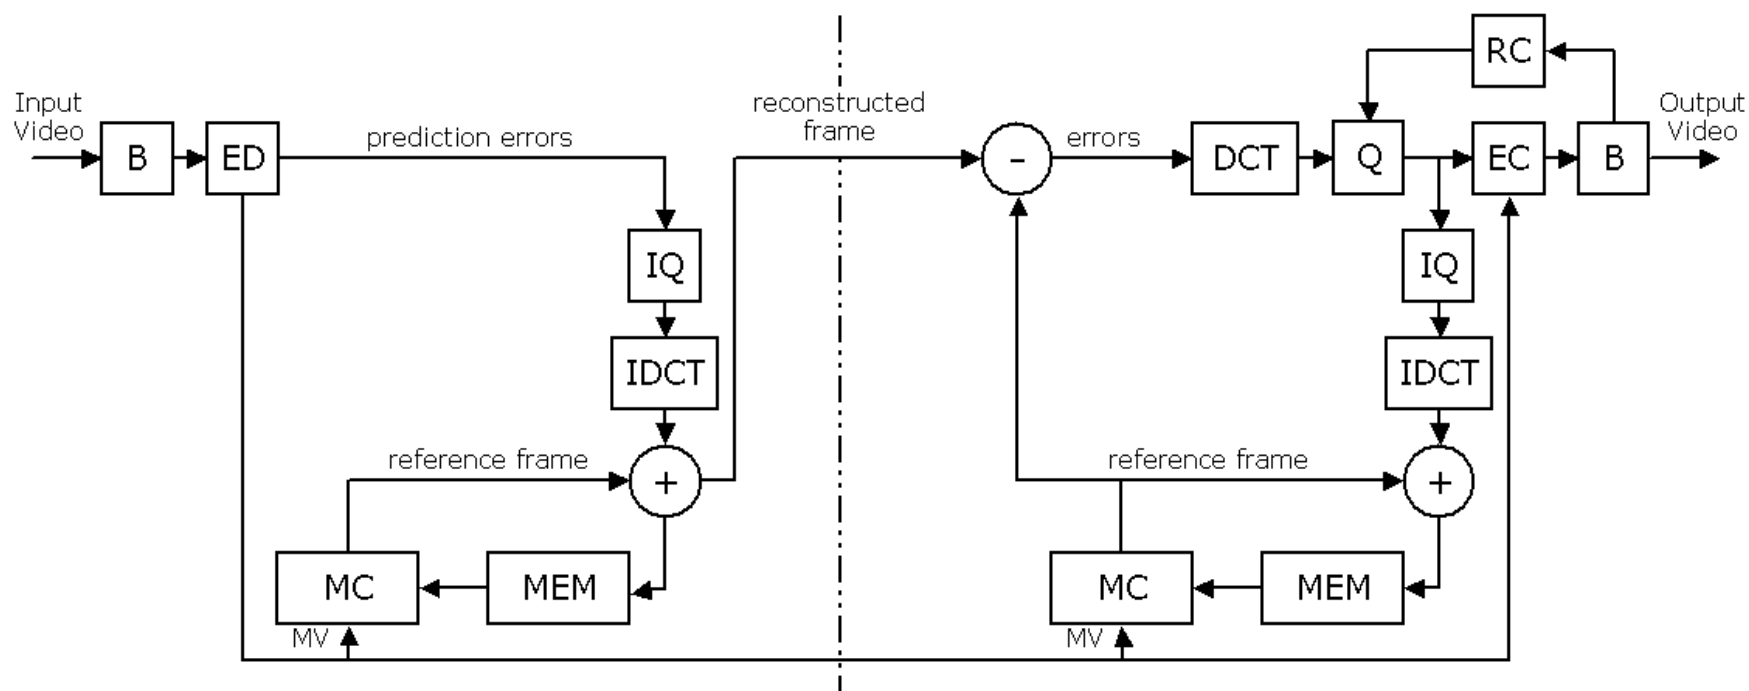 RC
Input
Video
reconstructed
frame
Output
Video
B
ED
prediction errors
-
errors
DCT
Q
EC
B
IQ
IQ
IDCT
IDCT
reference frame
+
reference frame
+
MC
MEM
MC
MEM
MV
MV